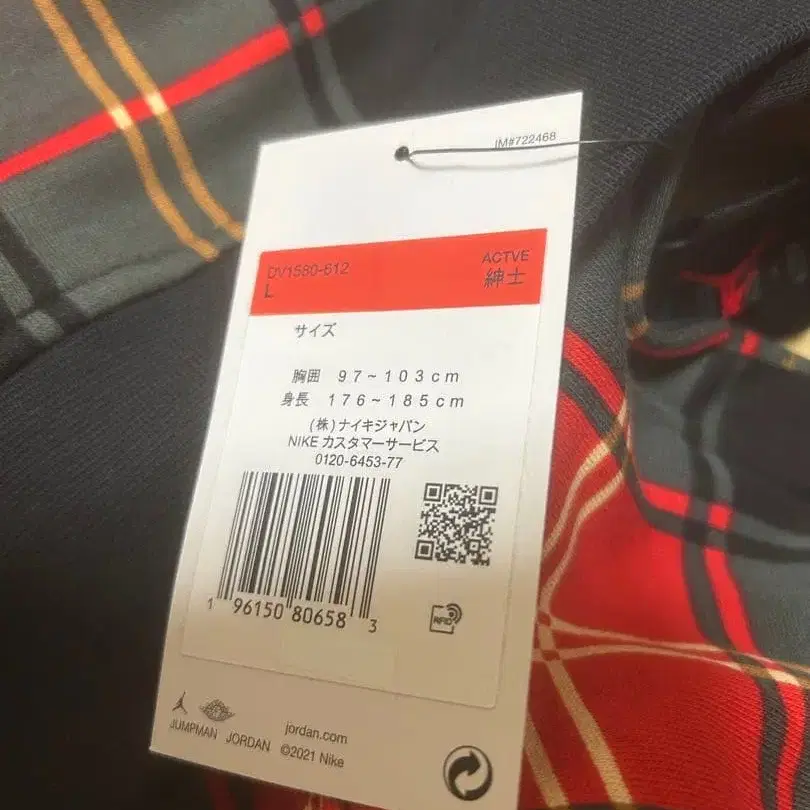 IM#722468
DV1580-612
L
ACTVE
紳士
サイズ
胸囲 97~103cm
身長 176~185cm
(株)ナイキジャパン
NIKE カスタマーサービス
0120-6453-77
1 96150 80658 3
RFID
JUMPMAN JORDAN
jordan.com
©2021 Nike